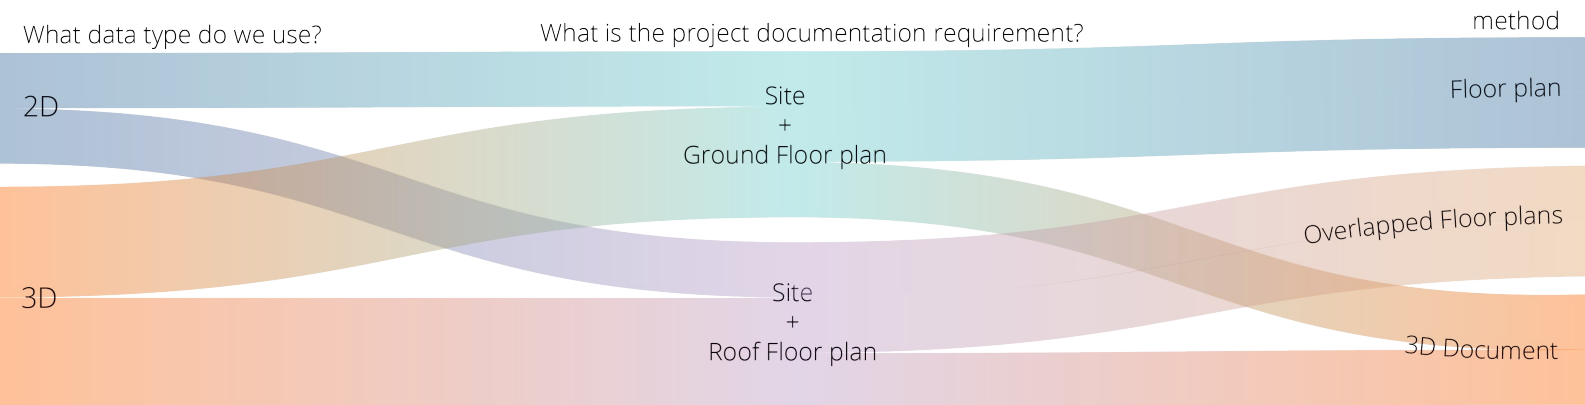 What data type do we use?
What is the project documentation requirement?
method
2D
3D
Site
+
Ground Floor plan
Site
+
Roof Floor plan
Floor plan
Overlapped Floor plans
3D Document